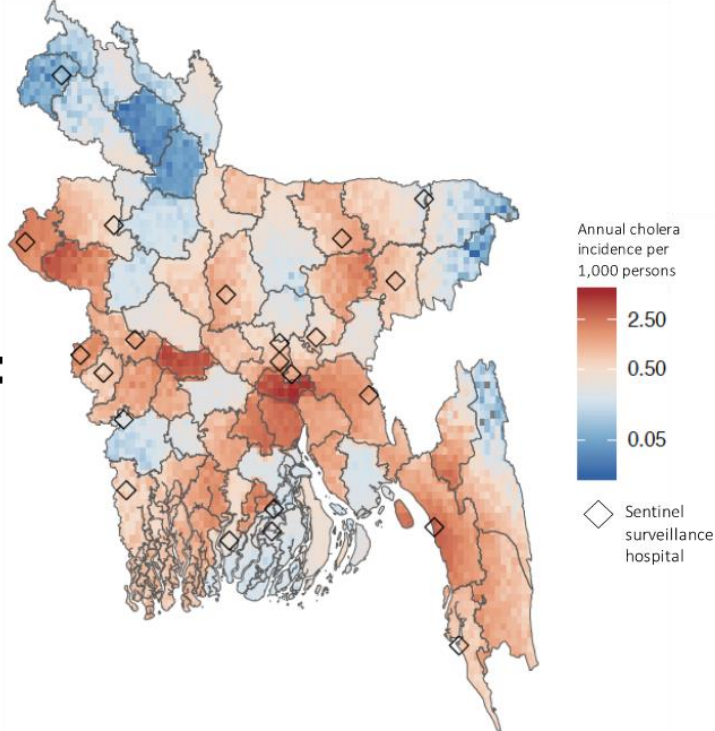 Annual cholera
incidence per
1,000 persons
2.50
0.50
0.05
Sentinel
surveillance
hospital